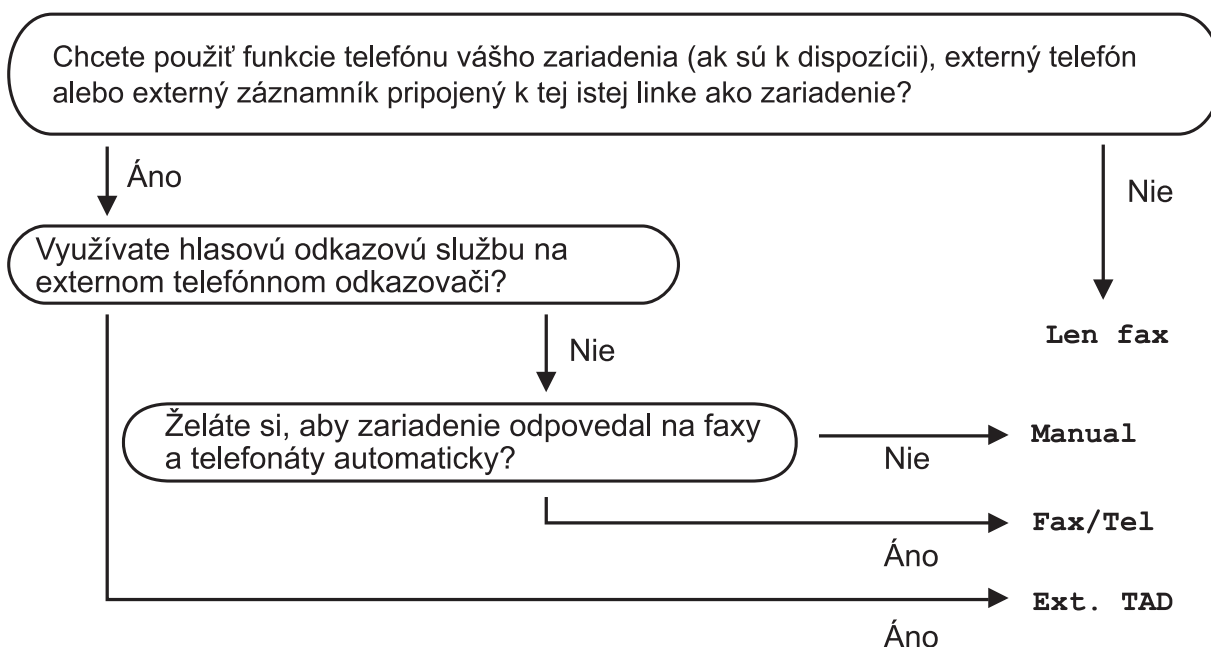 Chcete použiť funkcie telefónu vášho zariadenia (ak sú k dispozícii), externý telefón
alebo externý záznamník pripojený k tej istej linke ako zariadenie?
Áno
Nie
Využívate hlasovú odkazovú službu na
externom telefónnom odkazovači?
Nie
Len fax
Želáte si, aby zariadenie odpovedal na faxy
a telefonáty automaticky?
Nie
Manual
Áno
Fax/Tel
Áno
Ext. TAD